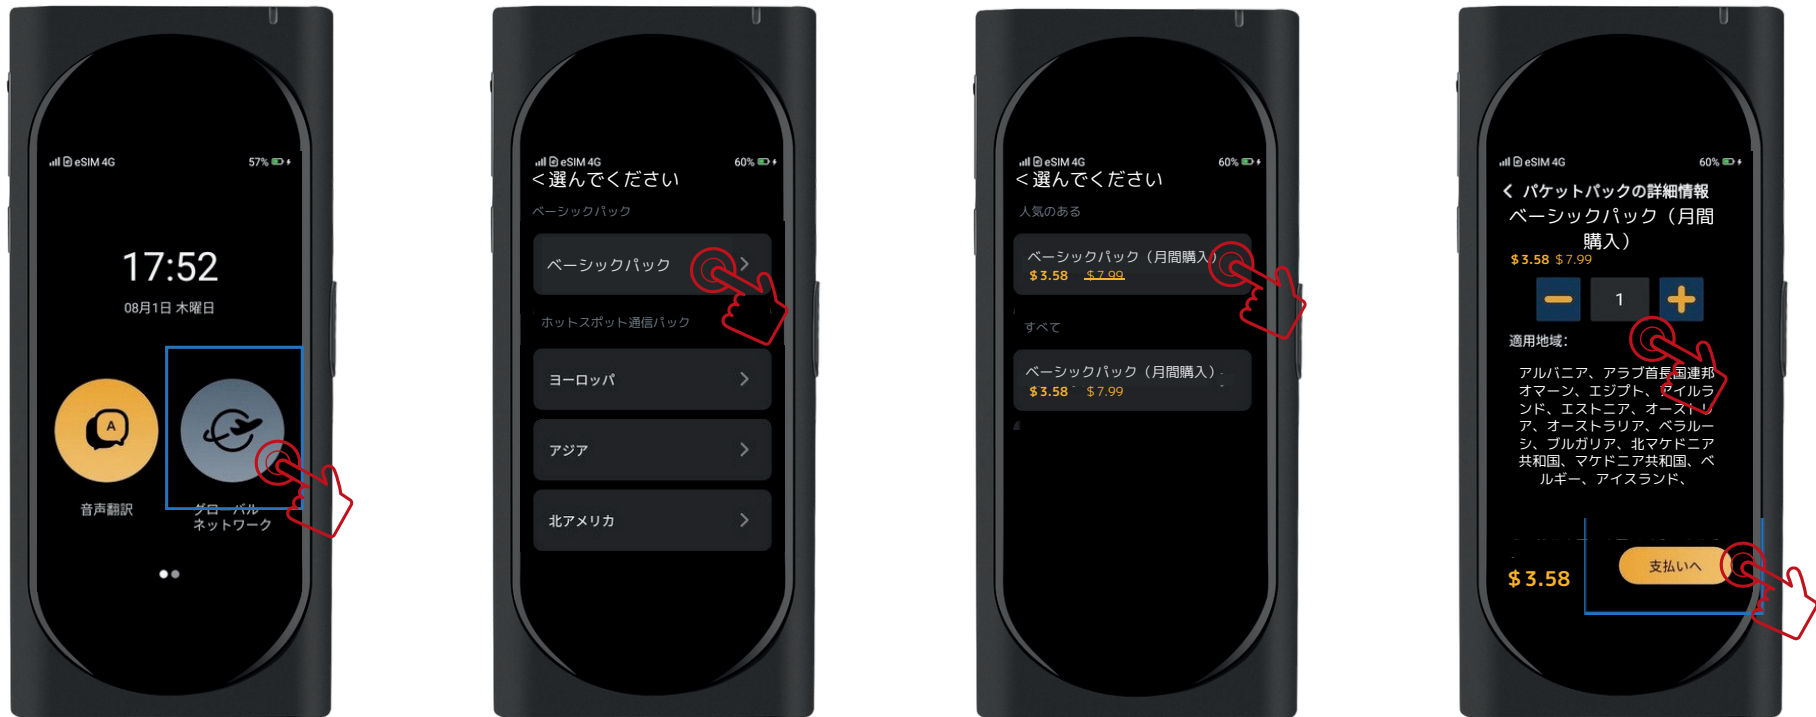 eSIM 4G 57%
17:52
08月1日 木曜日
A
音声翻訳
グローバル
ネットワーク
eSIM 4G 60%
<選んでください
ベーシックパック
ベーシックパック
ホットスポット通信パック
ヨーロッパ
アジア
北アメリカ
eSIM 4G 60%
<選んでください
人気のある
ベーシックパック（月間購入）
$3.58 $7.99
すべて
ベーシックパック（月間購入）
$3.58 $7.99
eSIM 4G 60%
パケットパックの詳細情報
ベーシックパック（月間
購入）
$3.58 $7.99
1
適用地域：
アルバニア、アラブ首長国連邦
オマーン、エジプト、アイルラ
ンド、エストニア、オーストリ
ア、オーストラリア、ベラルー
シ、ブルガリア、北マケドニア
共和国、マケドニア共和国、ベ
ルギー、アイスランド、
$3.58
支払いへ